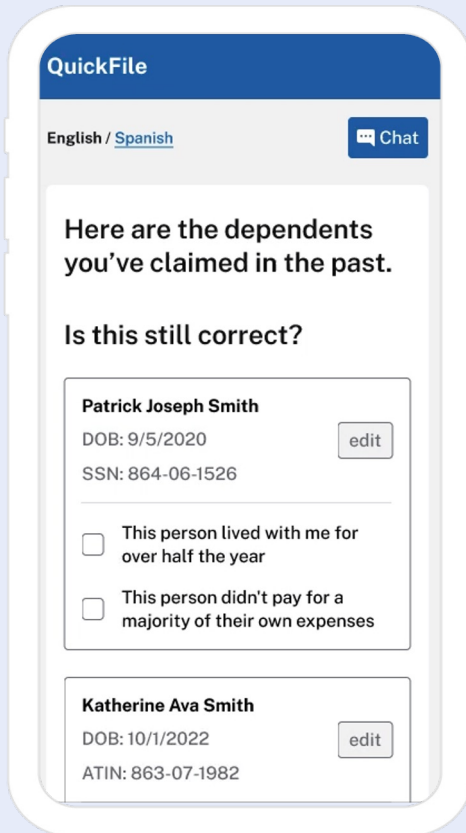 QuickFile
English / Spanish
Chat
Here are the dependents
you’ve claimed in the past.
Is this still correct?
Patrick Joseph Smith
DOB: 9/5/2020
edit
SSN: 864-06-1526
This person lived with me for
over half the year
This person didn't pay for a
majority of their own expenses
Katherine Ava Smith
DOB: 10/1/2022
edit
ATIN: 863-07-1982